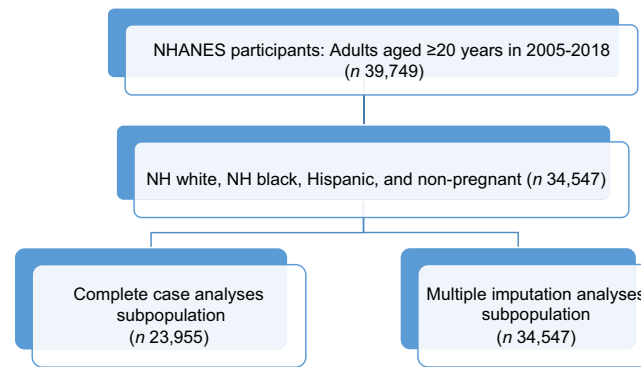 NHANES participants: Adults aged ≥20 years in 2005-2018
(n 39,749)
NH white, NH black, Hispanic, and non-pregnant (n 34,547)
Complete case analyses
subpopulation
(n 23,955)
Multiple imputation analyses
subpopulation
(n 34,547)